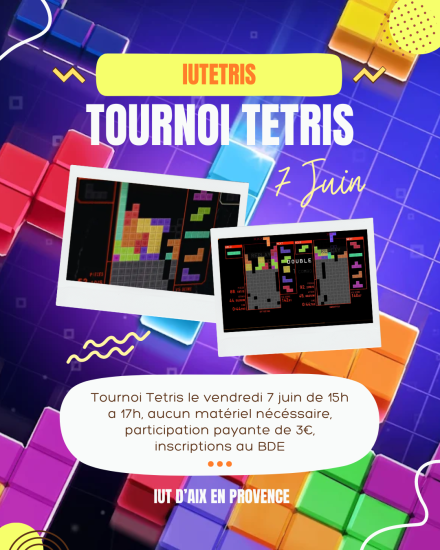 IUTETRIS
TOURNOI TETRIS
7 Juin
DOUBLE
Tournoi Tetris le vendredi 7 juin de 15h
a 17h, aucun matériel nécéssaire,
participation payante de 3€,
inscriptions au BDE
IUT D'AIX EN PROVENCE